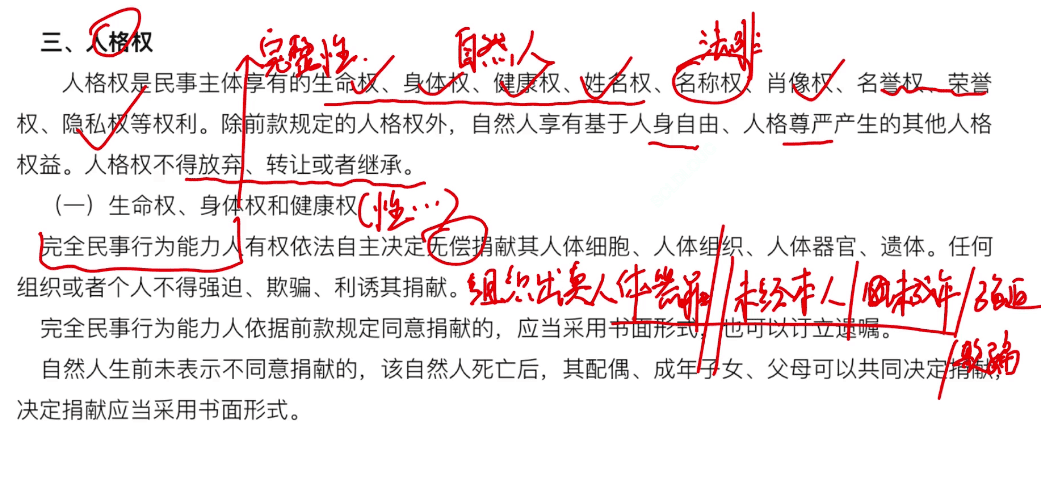 三、人格权
完整性… 自然人 法非
人格权是民事主体享有的生命权、身体权、健康权、姓名权、名称权、肖像权、名誉权、荣誉
权、隐私权等权利。除前款规定的人格权外，自然人享有基于人身自由、人格尊严产生的其他人格
权益。人格权不得放弃、转让或者继承。
（一）生命权、身体权和健康权(性…)
完全民事行为能力人有权依法自主决定无偿捐献其人体细胞、人体组织、人体器官、遗体。任何
组织或者个人不得强迫、欺骗、利诱其捐献。
组织出卖人体器官罪 未经本人 未成年 强迫
完全民事行为能力人依据前款规定同意捐献的，应当采用书面形式，也可以订立遗嘱。
欺骗
自然人生前未表示不同意捐献的，该自然人死亡后，其配偶、成年子女、父母可以共同决定捐献，
决定捐献应当采用书面形式。